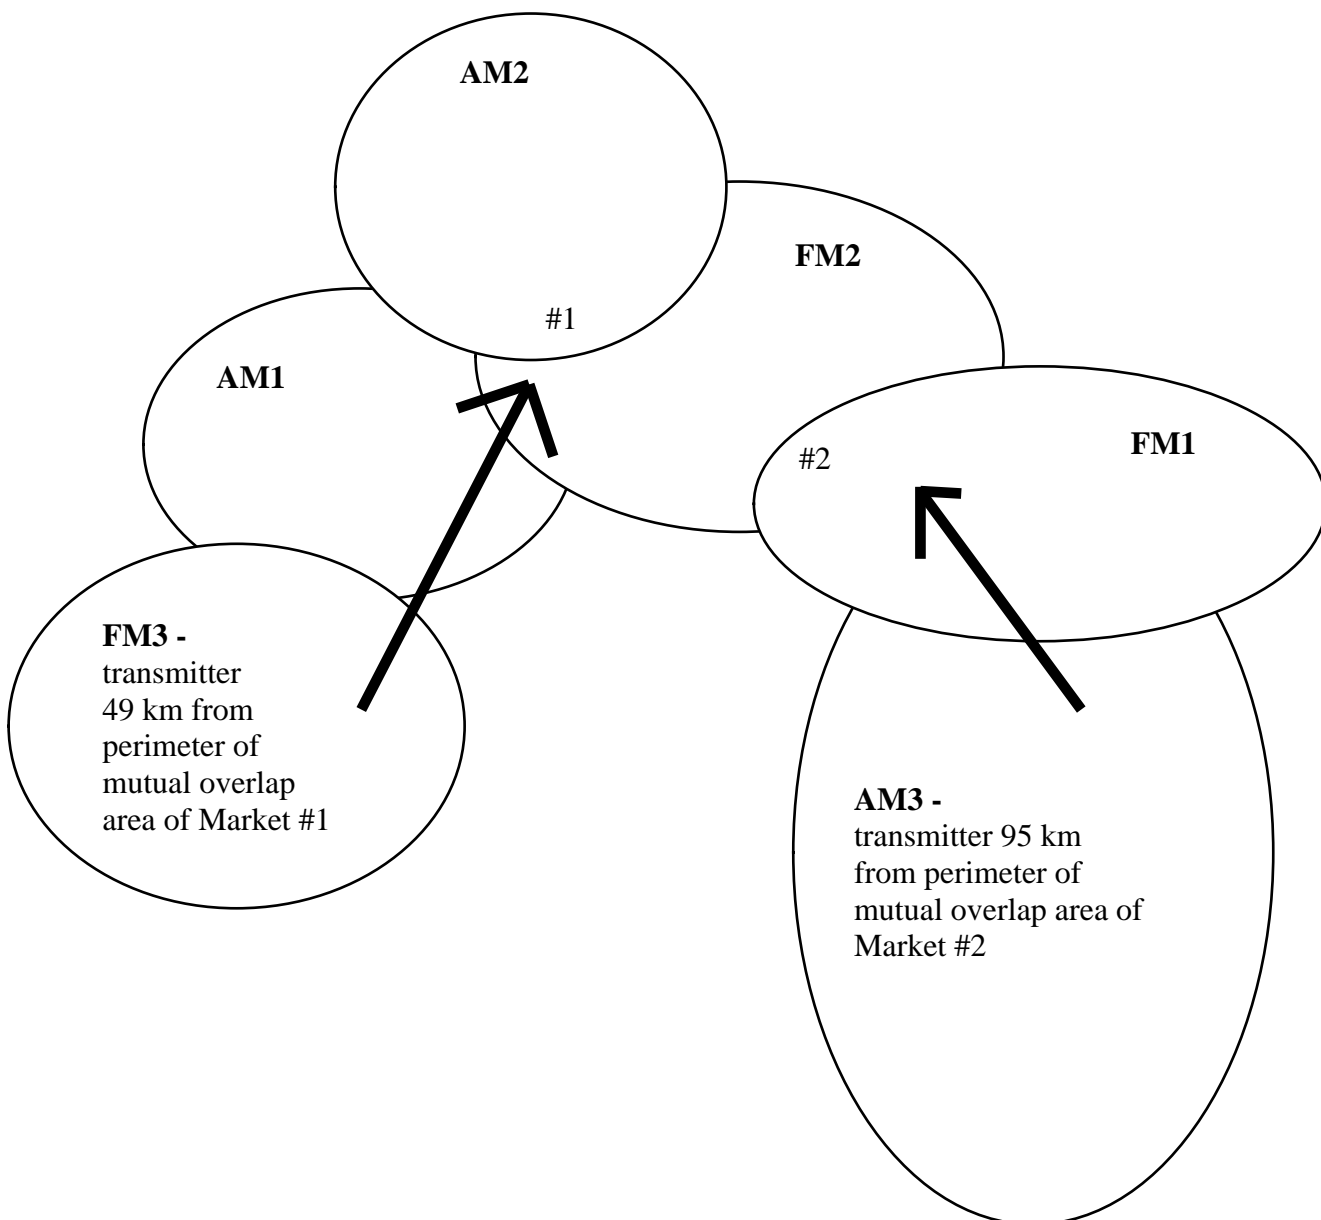 AM2
FM2
#1
AM1
FM1
#2
FM3 -
transmitter
49 km from
perimeter of
mutual overlap
area of Market #1
AM3 -
transmitter 95 km
from perimeter of
mutual overlap area of
Market #2